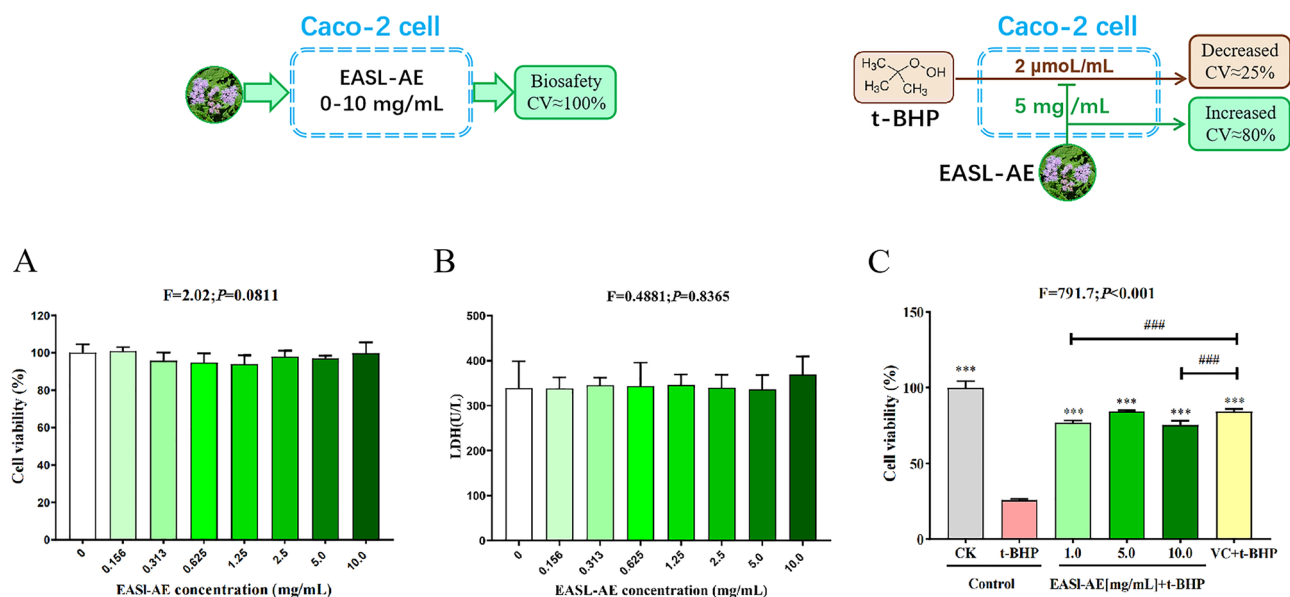 Caco-2 cell
EASL-AE
0-10 mg/mL
Biosafety
CV≈100%
Caco-2 cell
H₃C
H₃C
O
OH
CH₃
t-BHP
2 μmoL/mL
5 mg /mL
Decreased
CV≈25%
Increased
CV≈80%
EASL-AE
A
F=2.02;P=0.0811
Cell viability (%)
120
100
80
60
40
20
0
0 0.156 0.313 0.625 1.25 2.5 5.0 10.0
EASl-AE concentration (mg/mL)
B
F=0.4881;P=0.8365
LDH(U/L)
500
400
300
200
100
0
0 0.156 0.313 0.625 1.25 2.5 5.0 10.0
EASL-AE concentration (mg/mL)
C
F=791.7;P<0.001
Cell viability (%)
150
100
50
0
###
###
*** *** *** *** ***
CK t-BHP 1.0 5.0 10.0 VC+t-BHP
Control EASl-AE[mg/mL]+t-BHP